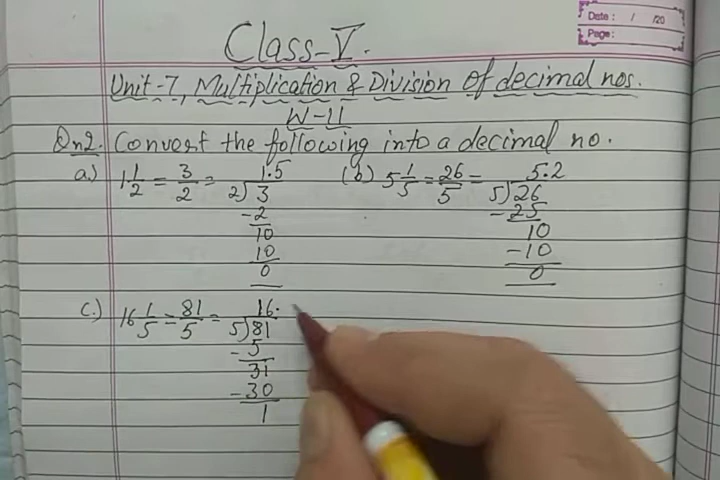 Date: / /20
Page:
Class-V.
Unit-7, Multiplication & Division of decimal nos.
W-11
Qn2. Convert the following into a decimal no.
a.) 1 1/2 = 3/2 = 2)3 1.5
-2
10
10
0
(b) 5 1/5 = 26/5 = 5)26 5.2
-25
10
-10
0
c.) 16 1/5 = 81/5 = 5)81 16.
-5
31
-30
1